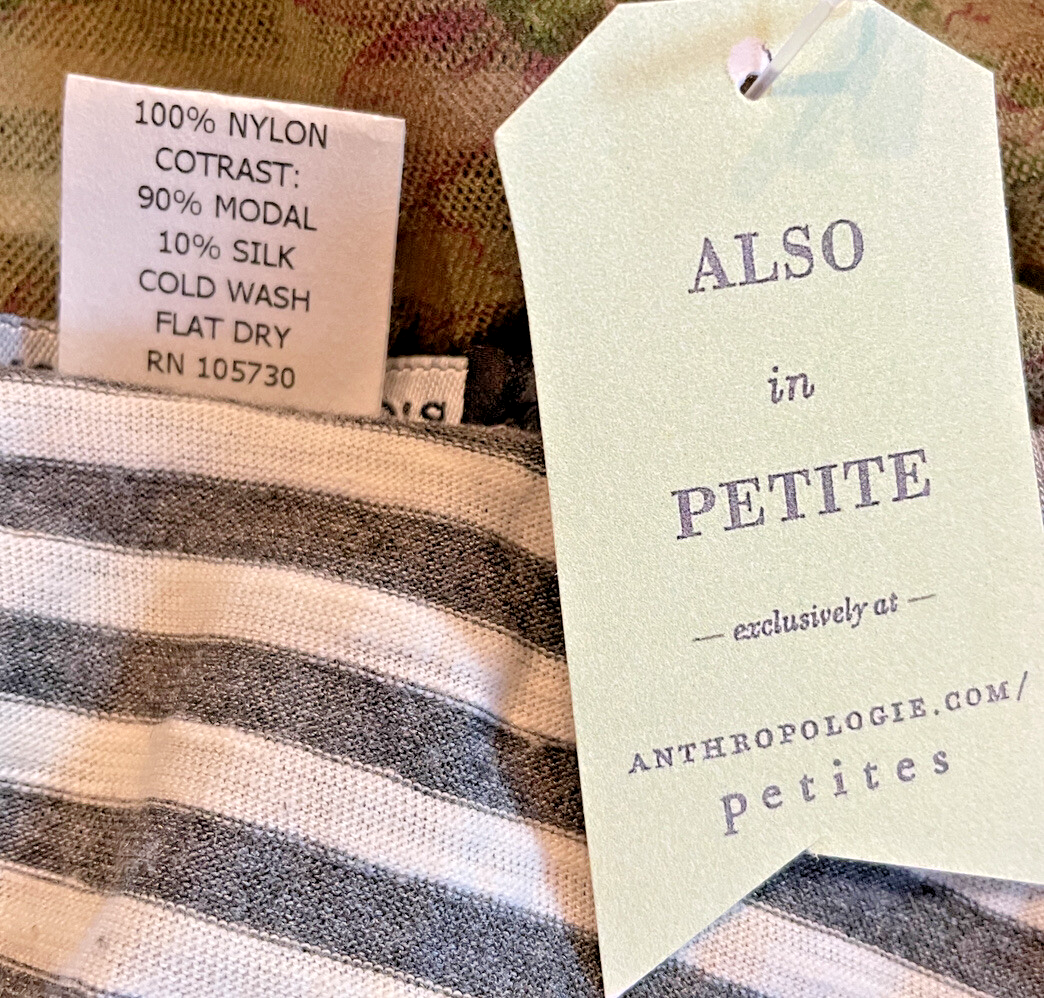 100% NYLON
COTRAST:
90% MODAL
10% SILK
COLD WASH
FLAT DRY
RN 105730
ALSO
in
PETITE
— exclusively at —
ANTHROPOLOGIE.COM/
petites